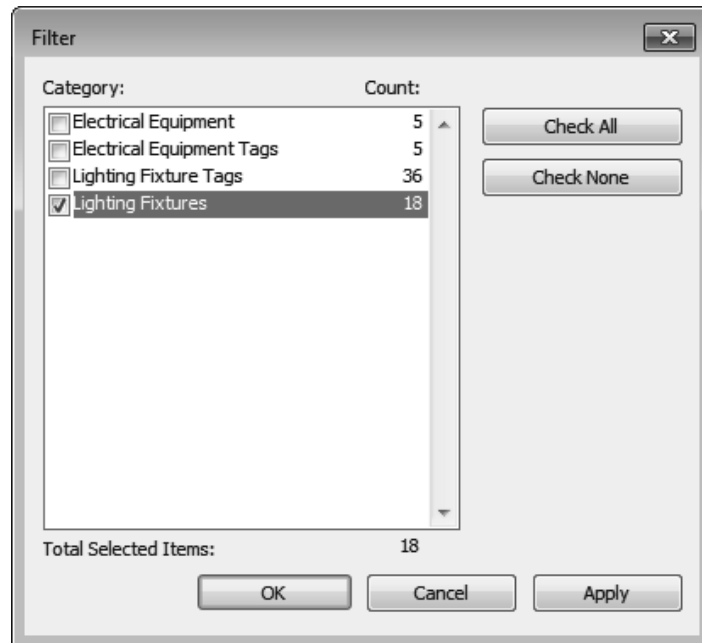 Filter
Category: Count:
Electrical Equipment 5
Electrical Equipment Tags 5
Lighting Fixture Tags 36
Lighting Fixtures 18
Check All
Check None
Total Selected Items: 18
OK Cancel Apply